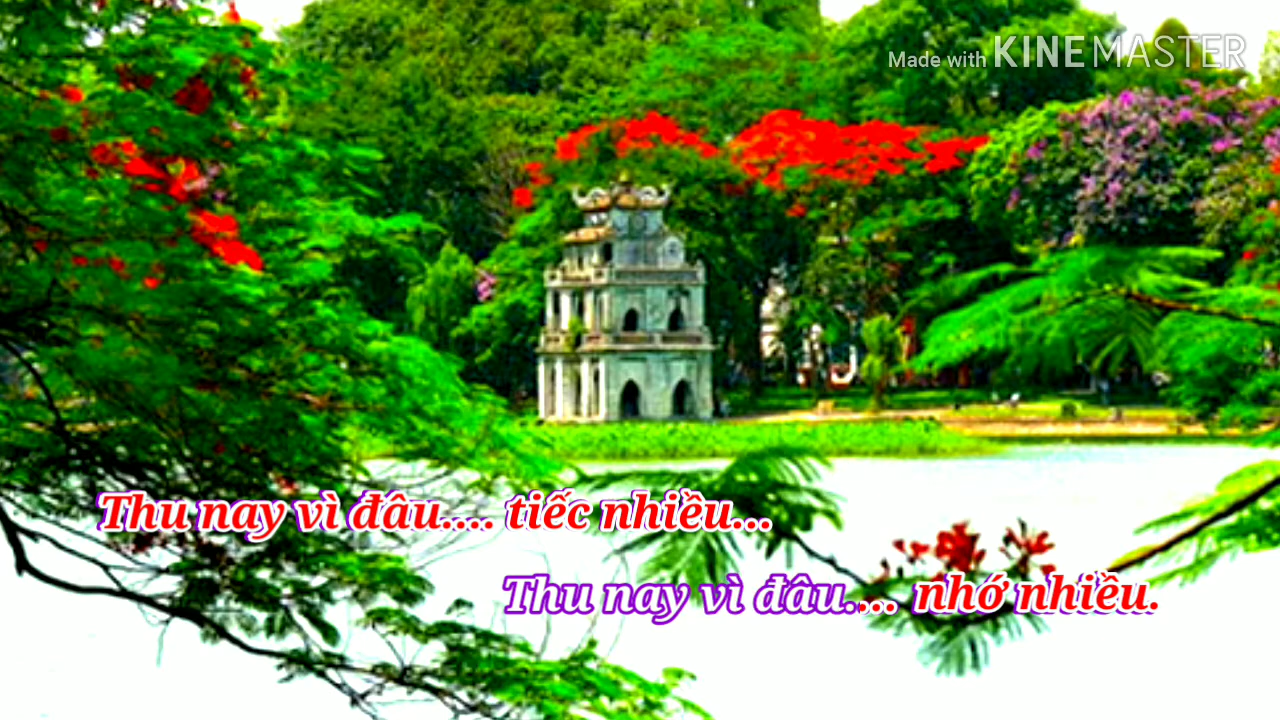 Made with KINEMASTER
Thu nay vì đâu.... tiếc nhiều...
Thu nay vì đâu.... nhớ nhiều.